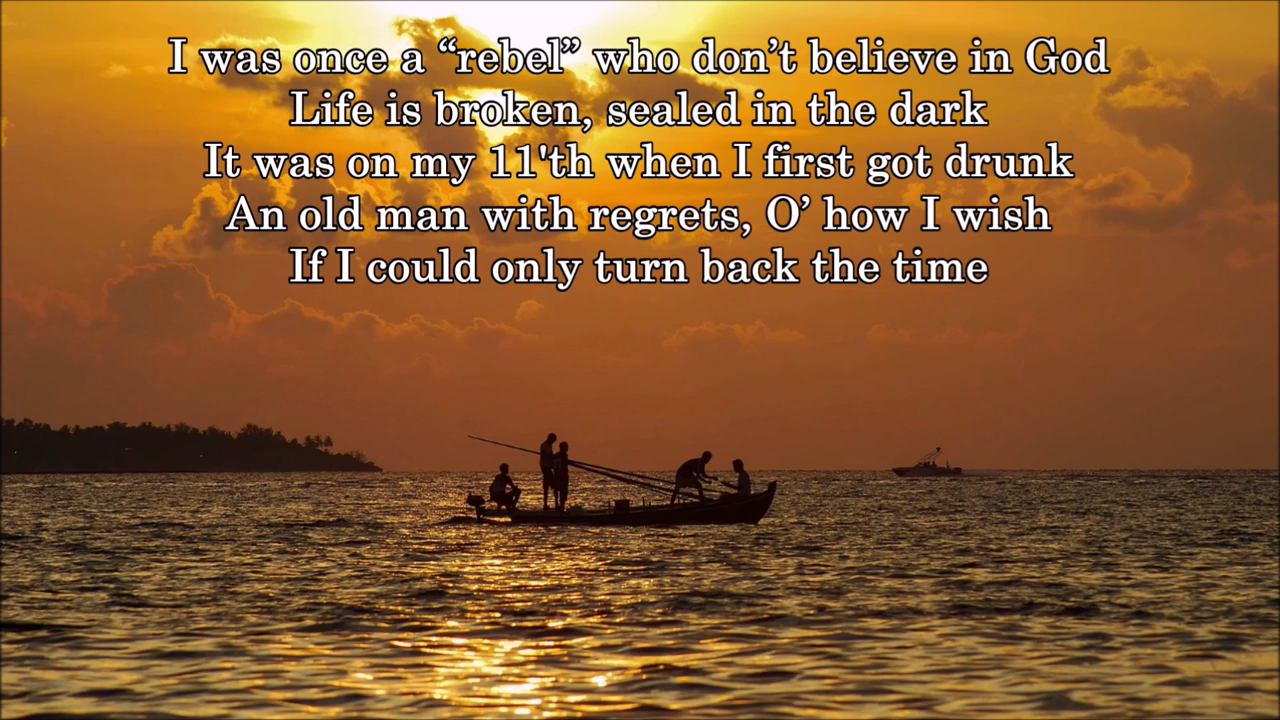 I was once a “rebel” who don’t believe in God
Life is broken, sealed in the dark
It was on my 11'th when I first got drunk
An old man with regrets, O’ how I wish
If I could only turn back the time